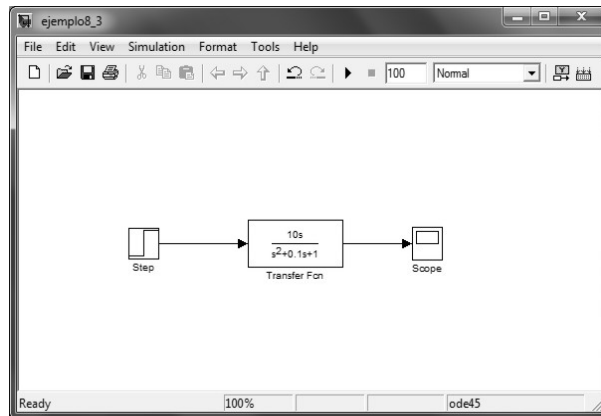 ejemplo8_3
File Edit View Simulation Format Tools Help
100 Normal
10s
s²+0.1s+1
Step
Transfer Fcn
Scope
Ready 100% ode45